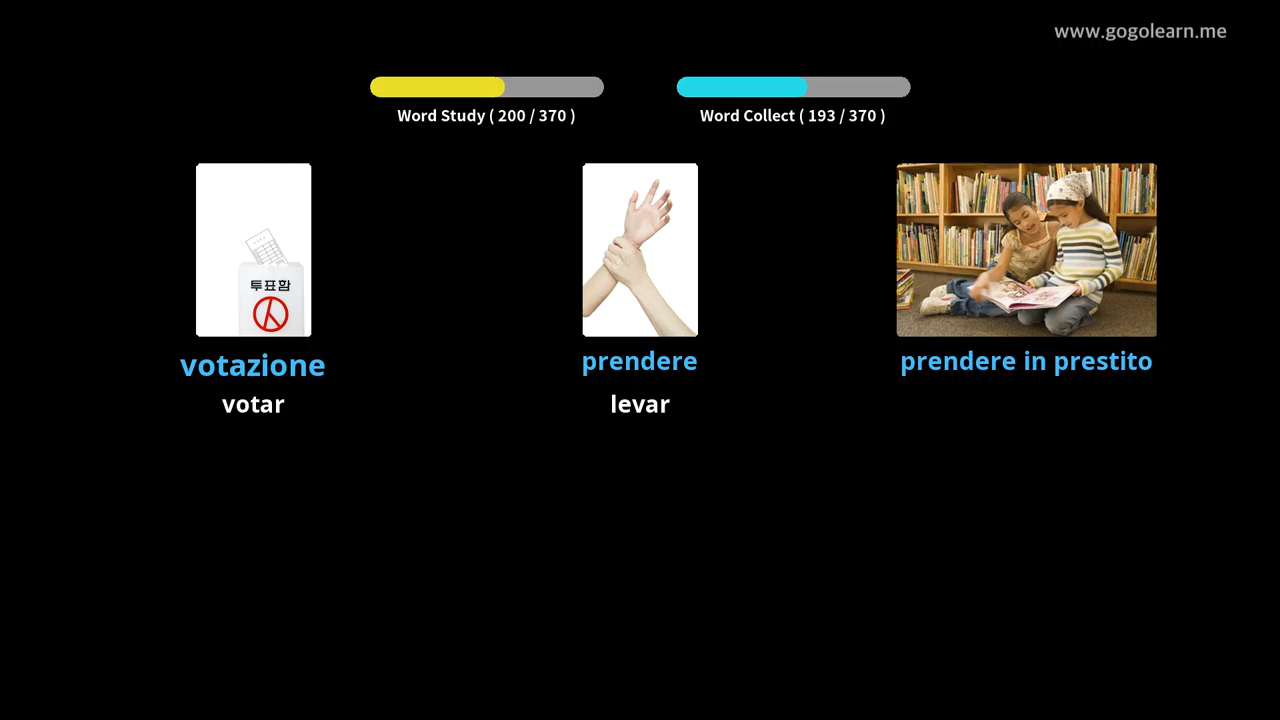 www.gogolearn.me
Word Study ( 200 / 370 )
Word Collect ( 193 / 370 )
투표함
votazione
prendere
prendere in prestito
votar
levar